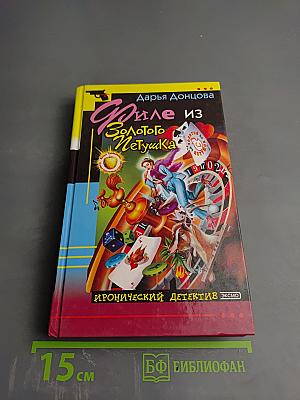 Дарья Донцова
Филе из
Золотого
Петушка
ИРОНИЧЕСКИЙ ДЕТЕКТИВ ЭКСМО
15 см
БФ БИБЛИОФАН